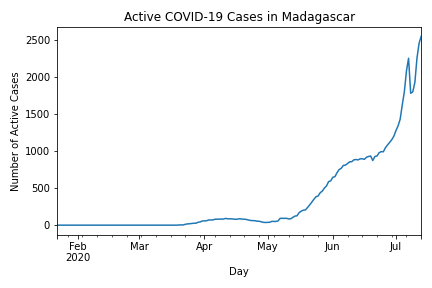 Active COVID-19 Cases in Madagascar
Number of Active Cases
2500
2000
1500
1000
500
0
Feb Mar Apr May Jun Jul
2020
Day